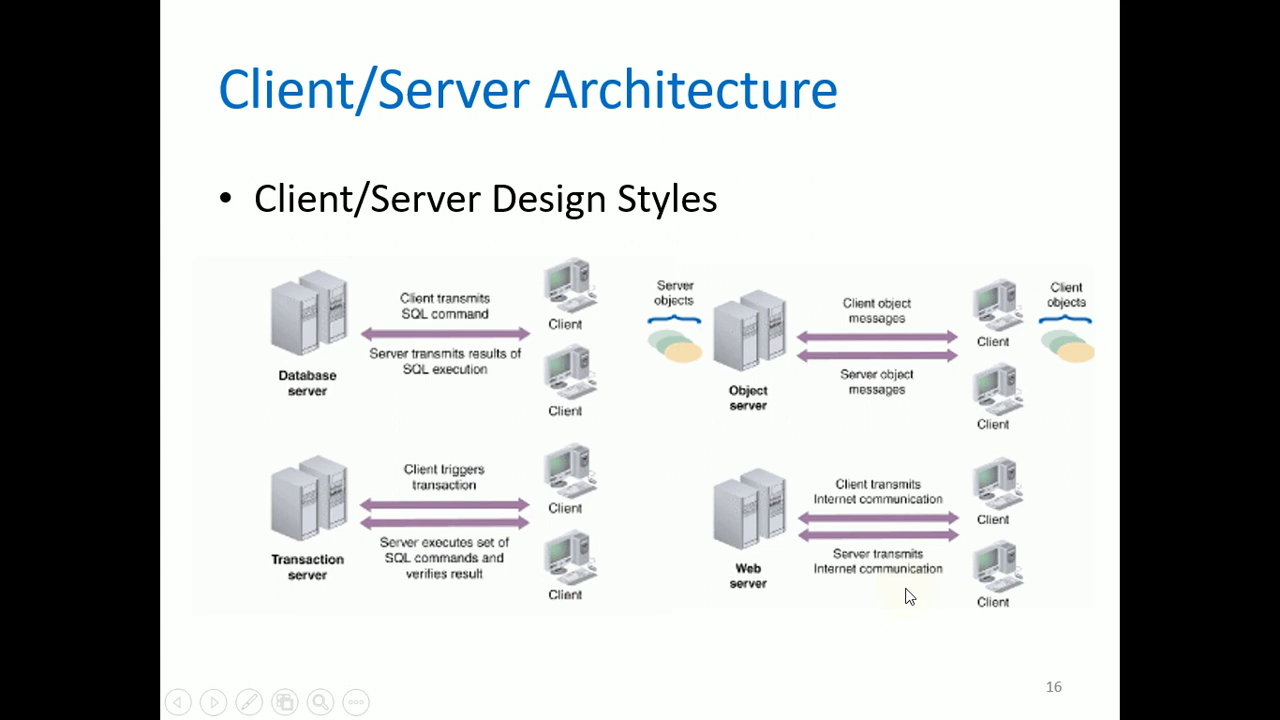 Client/Server Architecture
• Client/Server Design Styles
Client transmits
SQL command
Server transmits results of
SQL execution
Database
server
Client
Client
Server
objects
Client object
messages
Server object
messages
Object
server
Client
Client
Client
objects
Client triggers
transaction
Server executes set of
SQL commands and
verifies result
Transaction
server
Client
Client
Client transmits
Internet communication
Server transmits
Internet communication
Web
server
Client
Client
16